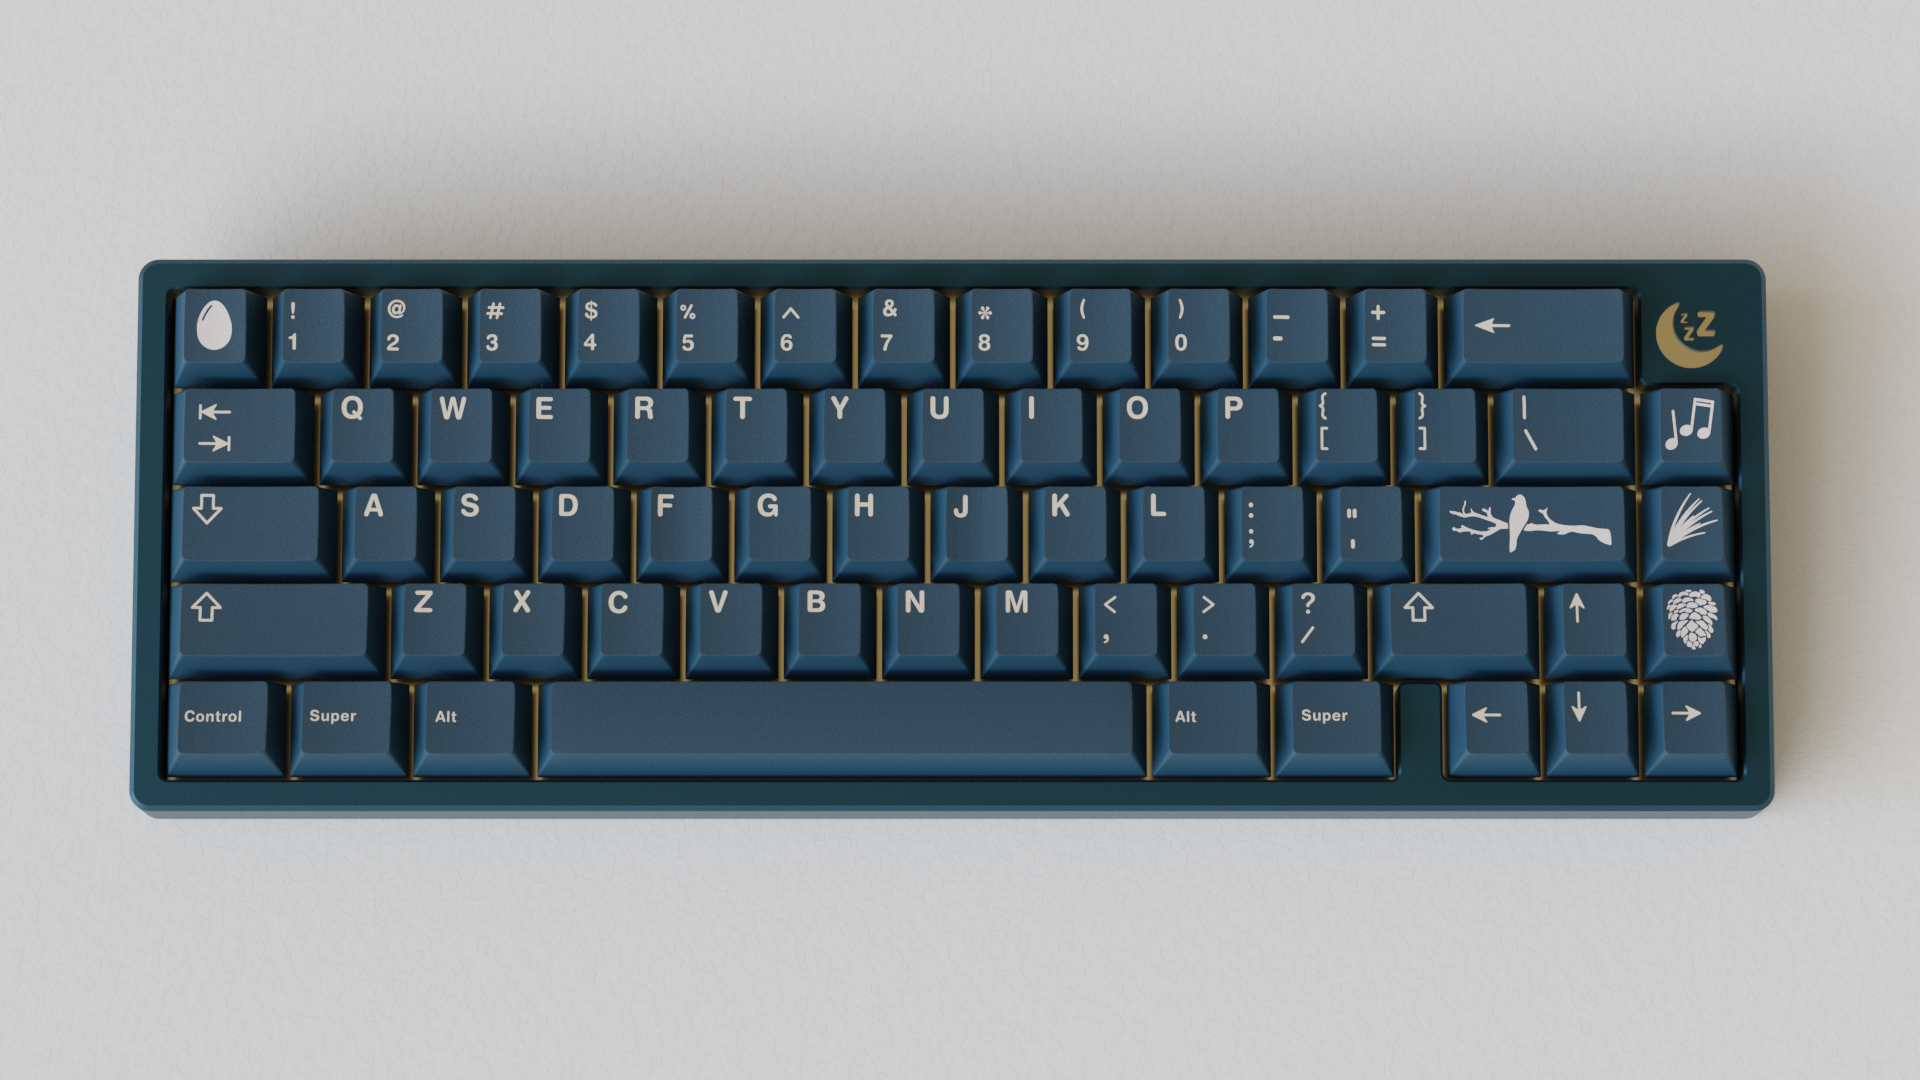 ! @ # $ % ^ & * ( ) _ +
1 2 3 4 5 6 7 8 9 0 - =
z z Z
Q W E R T Y U I O P { } |
[ ] \
A S D F G H J K L : "
; '
Z X C V B N M < > ?
, . /
Control Super Alt Alt Super